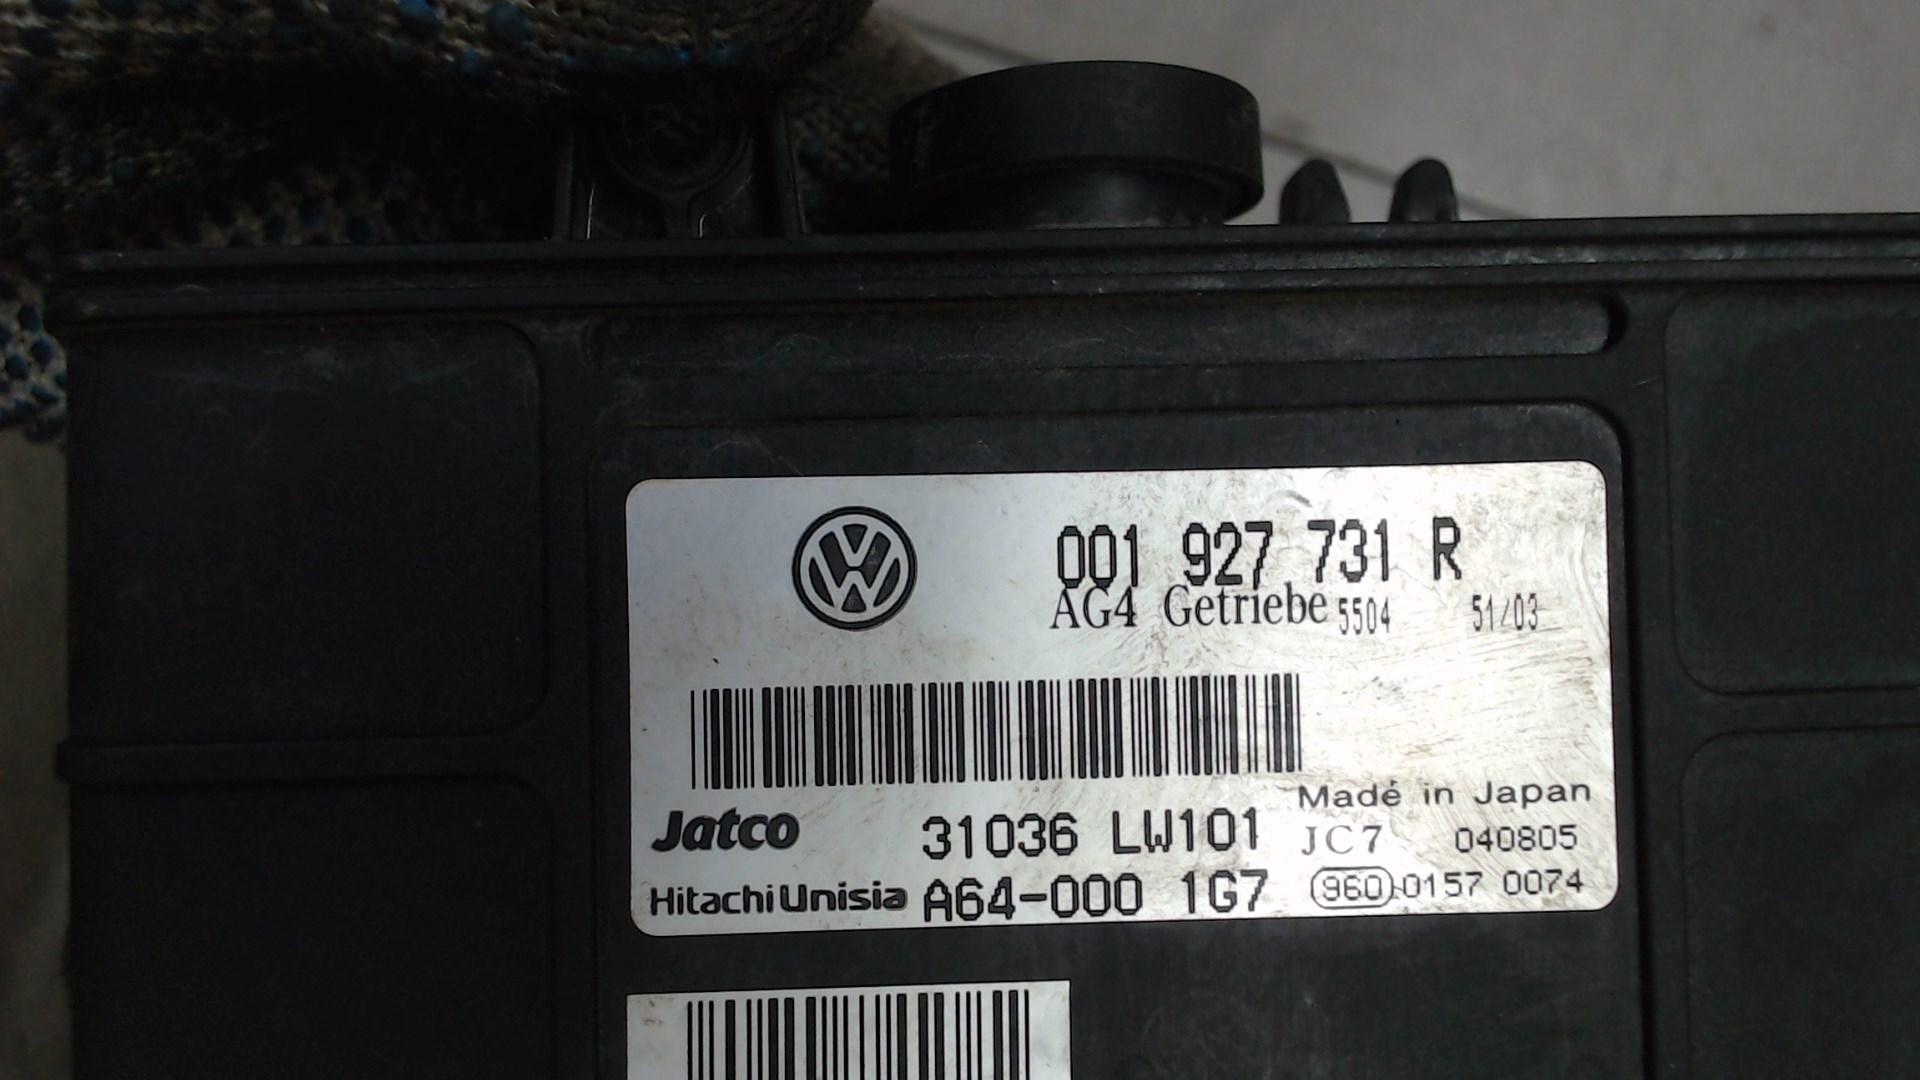 001 927 731 R
AG4 Getriebe 5504 51/03
Made in Japan
Jatco 31036 LW101 JC7 040805
HitachiUnisia A64-000 1G7 960 0157 0074